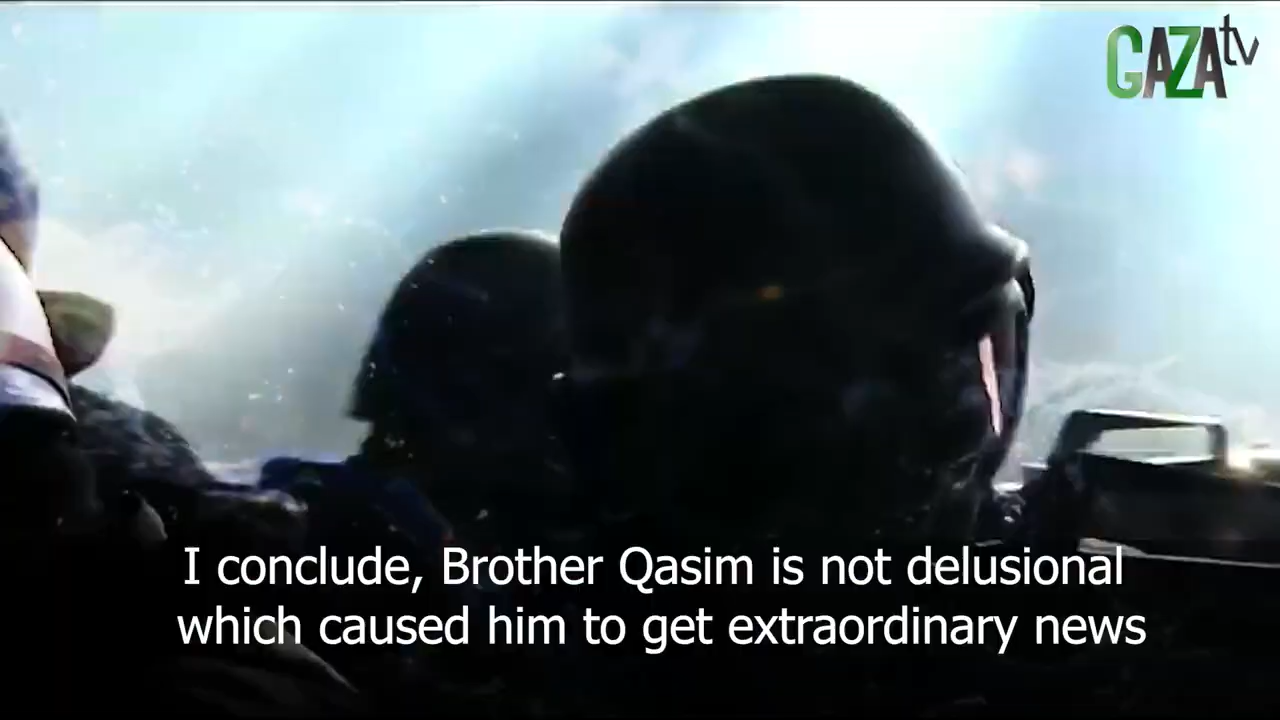 GAZAtv
I conclude, Brother Qasim is not delusional
which caused him to get extraordinary news